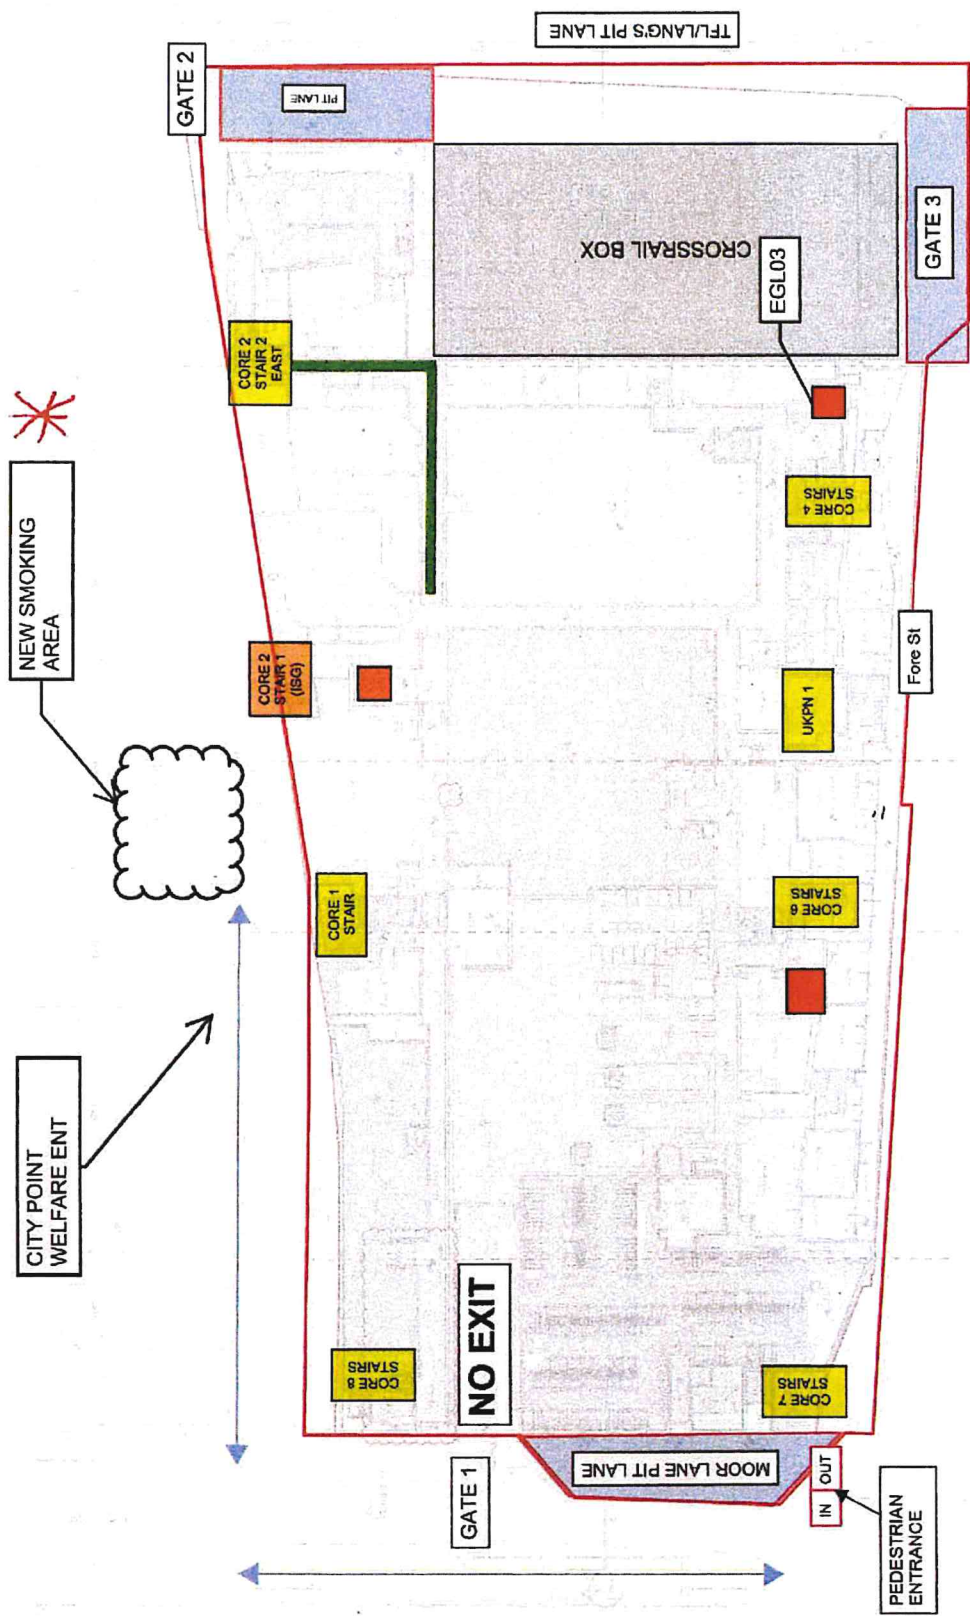 TFL/LANG'S PIT LANE
GATE 2
PIT LANE
CROSSRAIL BOX
EGL03
GATE 3
CORE 2
STAIR 2
EAST
NEW SMOKING
AREA
CORE 4
STAIRS
CORE 2
STAIR 1
(ISG)
UKPN 1
Fore St
CORE 1
STAIR
CORE 6
STAIRS
CITY POINT
WELFARE ENT
NO EXIT
CORE 8
STAIRS
CORE 7
STAIRS
GATE 1
MOOR LANE PIT LANE
IN
OUT
PEDESTRIAN
ENTRANCE